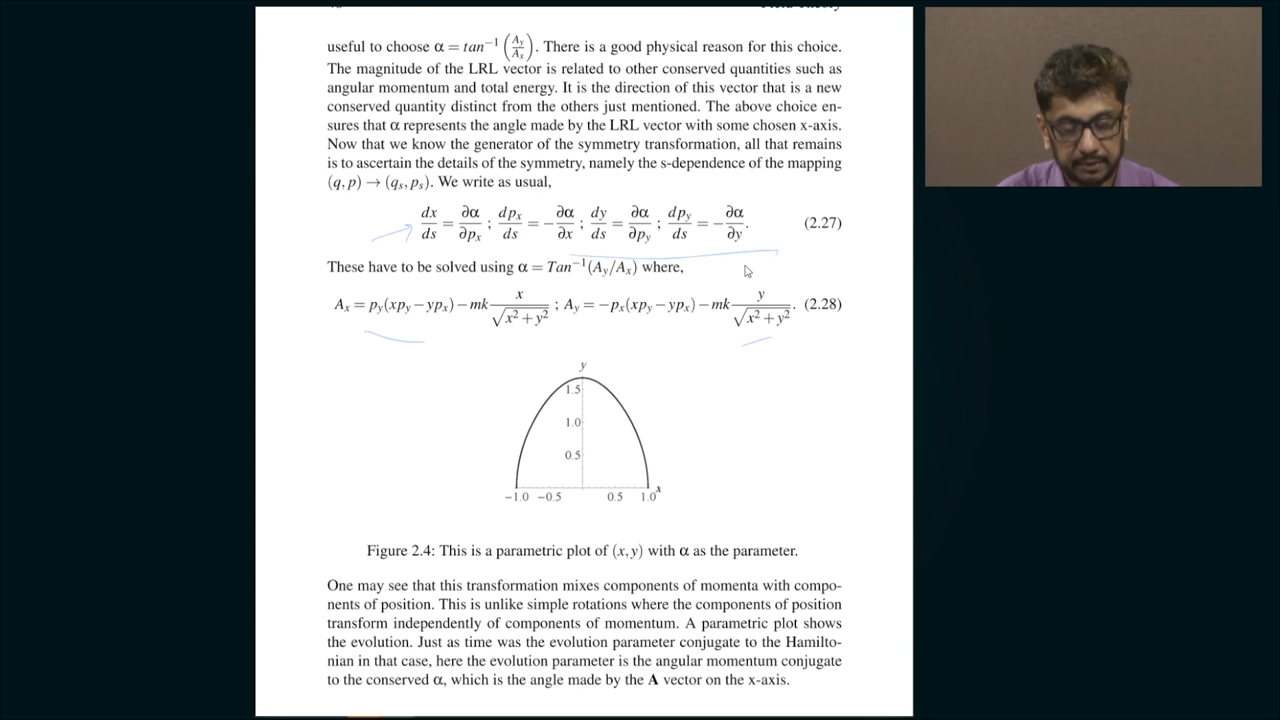 useful to choose α = tan⁻¹ (A_y/A_x). There is a good physical reason for this choice.
The magnitude of the LRL vector is related to other conserved quantities such as
angular momentum and total energy. It is the direction of this vector that is a new
conserved quantity distinct from the others just mentioned. The above choice en-
sures that α represents the angle made by the LRL vector with some chosen x-axis.
Now that we know the generator of the symmetry transformation, all that remains
is to ascertain the details of the symmetry, namely the s-dependence of the mapping
(q, p) → (q_s, p_s). We write as usual,
dx/ds = ∂α/∂p_x ; dp_x/ds = −∂α/∂x ; dy/ds = ∂α/∂p_y ; dp_y/ds = −∂α/∂y. (2.27)
These have to be solved using α = Tan⁻¹(A_y/A_x) where,
A_x = p_y(xp_y − yp_x) − mk x/√(x² + y²) ; A_y = −p_x(xp_y − yp_x) − mk y/√(x² + y²). (2.28)
y
1.5
1.0
0.5
−1.0 −0.5 0.5 1.0 x
Figure 2.4: This is a parametric plot of (x, y) with α as the parameter.
One may see that this transformation mixes components of momenta with compo-
nents of position. This is unlike simple rotations where the components of position
transform independently of components of momentum. A parametric plot shows
the evolution. Just as time was the evolution parameter conjugate to the Hamilto-
nian in that case, here the evolution parameter is the angular momentum conjugate
to the conserved α, which is the angle made by the A vector on the x-axis.